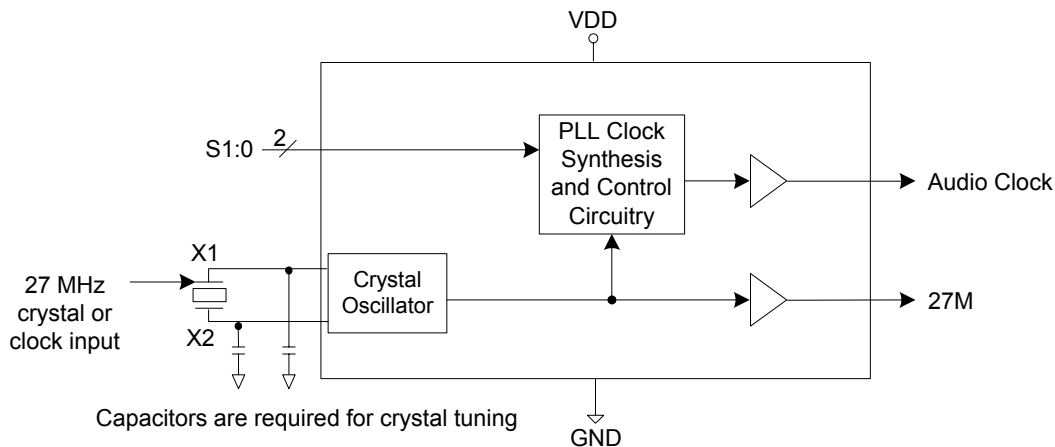 VDD
2
S1:0
PLL Clock
Synthesis
and Control
Circuitry
Audio Clock
X1
27 MHz
crystal or
clock input
X2
Crystal
Oscillator
27M
Capacitors are required for crystal tuning
GND